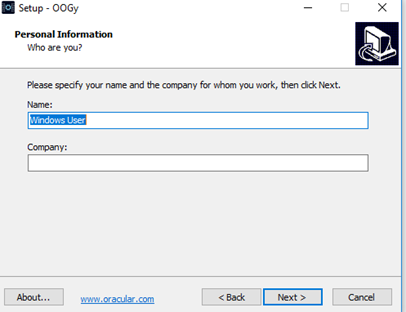 Setup - OOGy
Personal Information
Who are you?
Please specify your name and the company for whom you work, then click Next.
Name:
Windows User
Company:
About... www.oracular.com < Back Next > Cancel